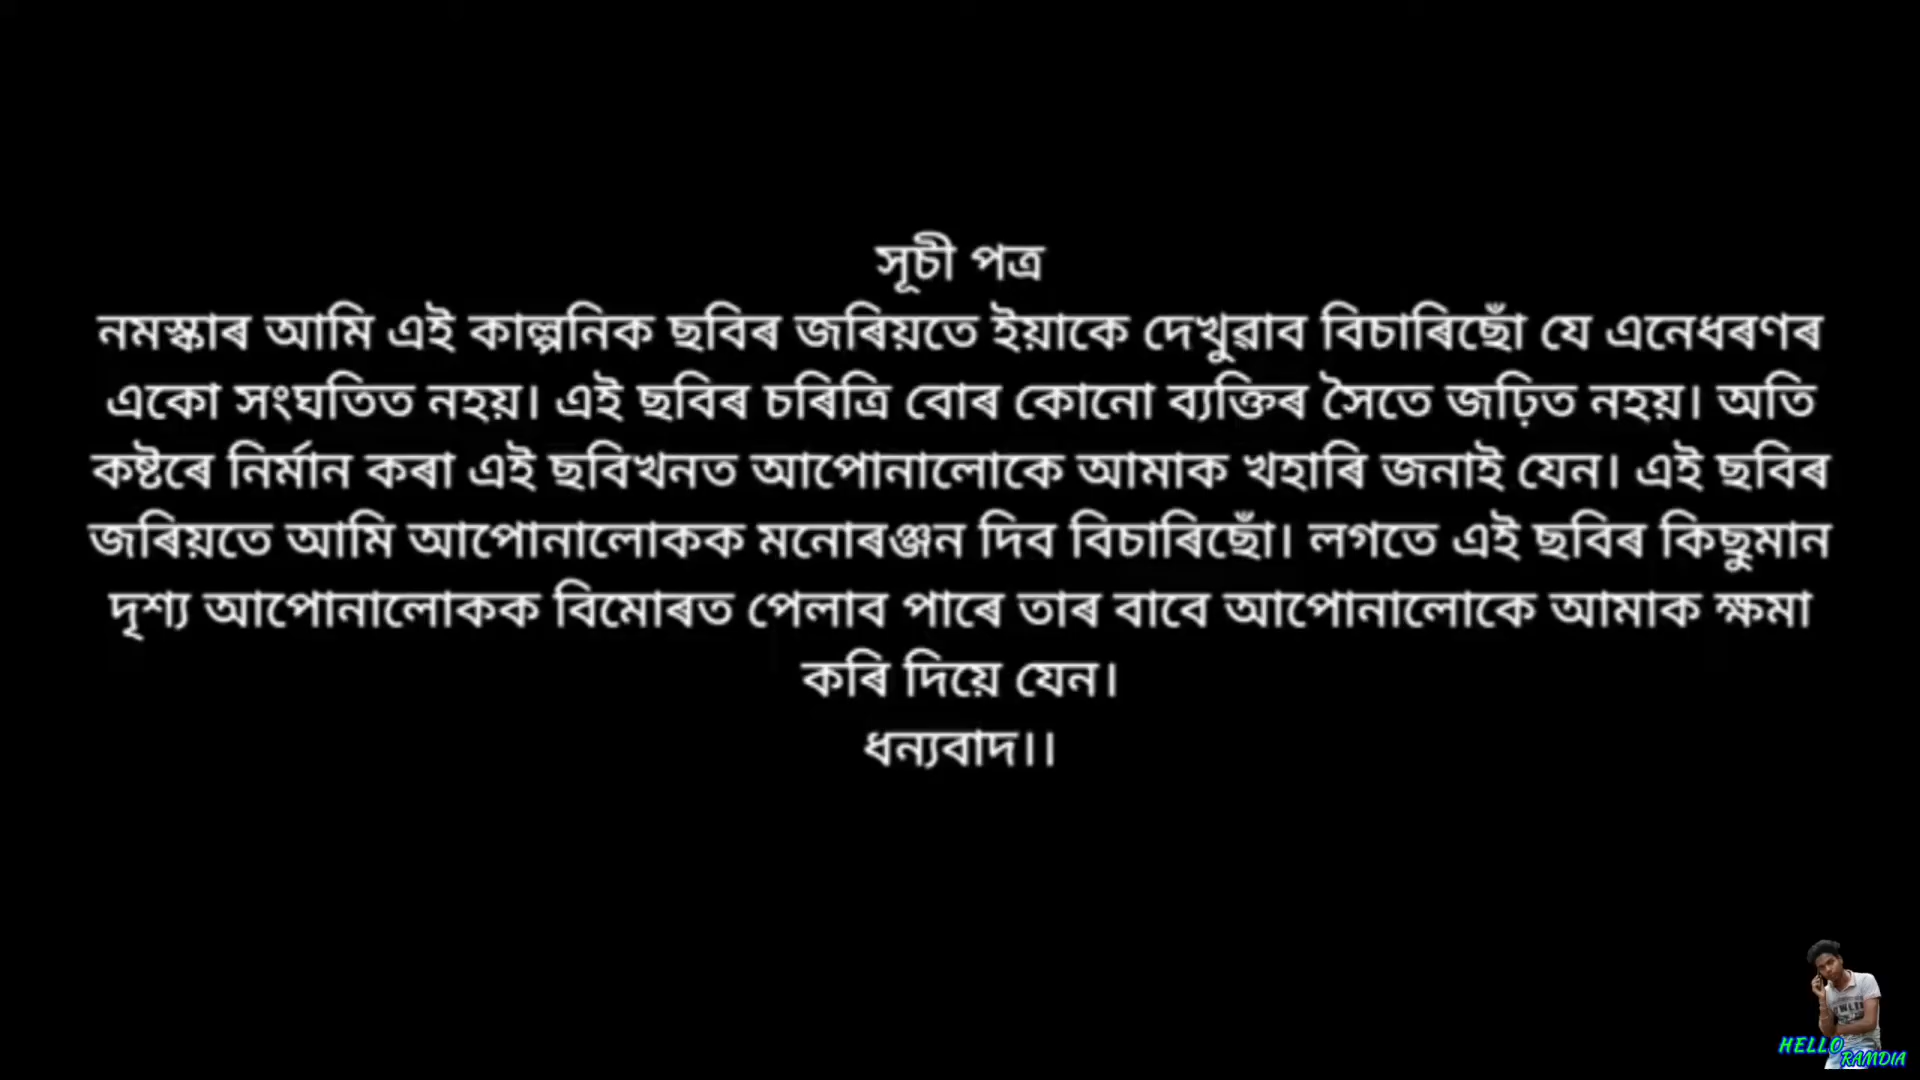 সূচী পত্ৰ
নমস্কাৰ আমি এই কাল্পনিক ছবিৰ জৰিয়তে ইয়াকে দেখুৱাব বিচাৰিছোঁ যে এনেধৰণৰ
একো সংঘতিত নহয়। এই ছবিৰ চৰিত্ৰি বোৰ কোনো ব্যক্তিৰ সৈতে জঢ়িত নহয়। অতি
কষ্টৰে নিৰ্মান কৰা এই ছবিখনত আপোনালোকে আমাক খহাৰি জনাই যেন। এই ছবিৰ
জৰিয়তে আমি আপোনালোকক মনোৰঞ্জন দিব বিচাৰিছোঁ। লগতে এই ছবিৰ কিছুমান
দৃশ্য আপোনালোকক বিমোৰত পেলাব পাৰে তাৰ বাবে আপোনালোকে আমাক ক্ষমা
কৰি দিয়ে যেন।
ধন্যবাদ।।
HELLO
RAMDIA